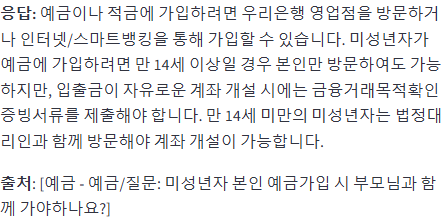 응답: 예금이나 적금에 가입하려면 우리은행 영업점을 방문하거
나 인터넷/스마트뱅킹을 통해 가입할 수 있습니다. 미성년자가
예금에 가입하려면 만 14세 이상일 경우 본인만 방문하여도 가능
하지만, 입출금이 자유로운 계좌 개설 시에는 금융거래목적확인
증빙서류를 제출해야 합니다. 만 14세 미만의 미성년자는 법정대
리인과 함께 방문해야 계좌 개설이 가능합니다.
출처: [예금 - 예금/질문: 미성년자 본인 예금가입 시 부모님과 함
께 가야하나요?]